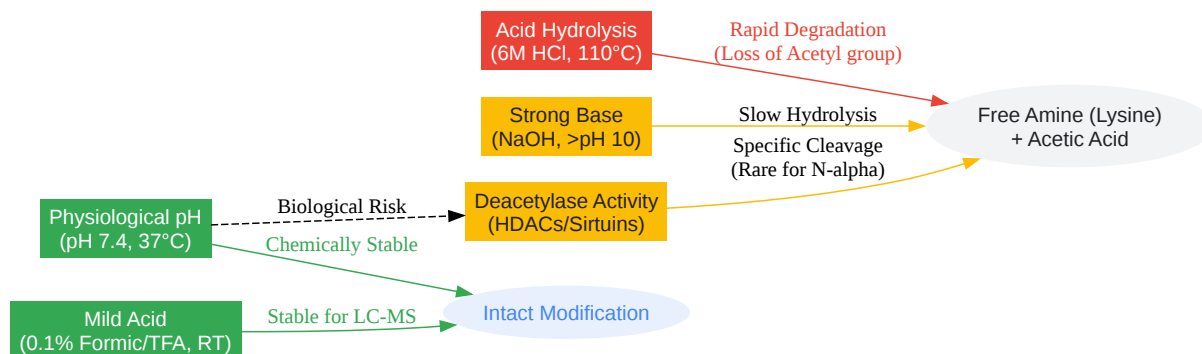 Acid Hydrolysis
(6M HCl, 110°C)
Rapid Degradation
(Loss of Acetyl group)
Strong Base
(NaOH, >pH 10)
Slow Hydrolysis
Free Amine (Lysine)
+ Acetic Acid
Specific Cleavage
(Rare for N-alpha)
Deacetylase Activity
(HDACs/Sirtuins)
Physiological pH
(pH 7.4, 37°C)
Biological Risk
Chemically Stable
Mild Acid
(0.1% Formic/TFA, RT)
Stable for LC-MS
Intact Modification